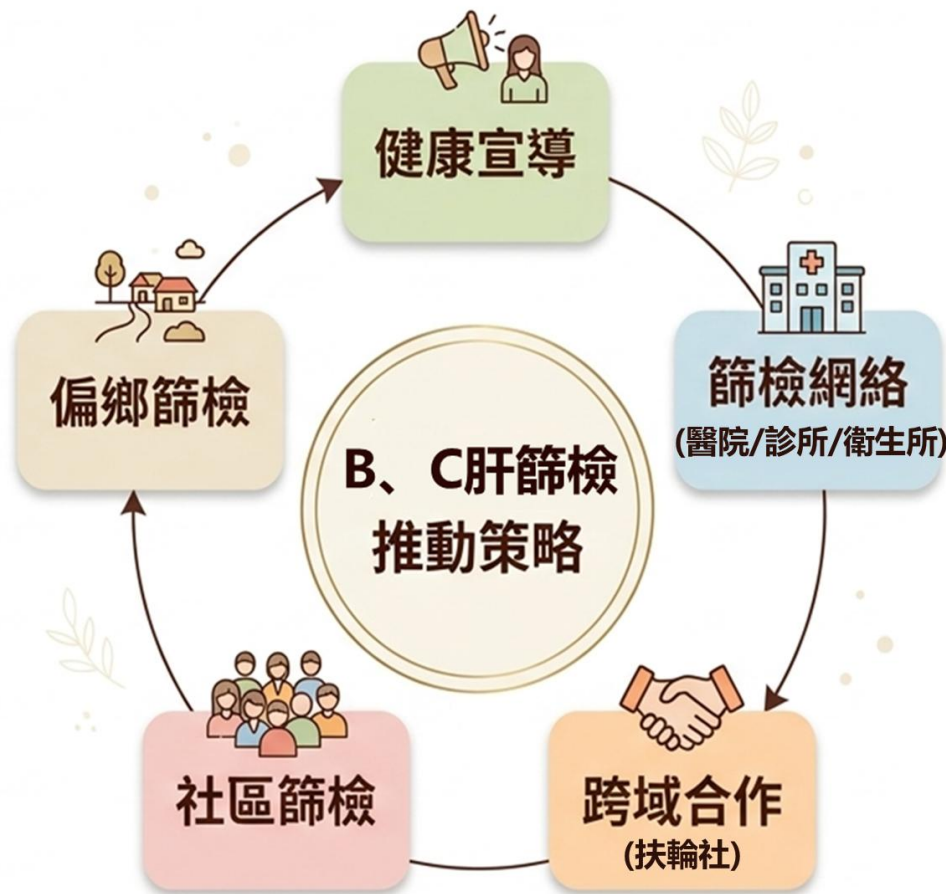 健康宣導
篩檢網絡
(醫院/診所/衛生所)
跨域合作
(扶輪社)
社區篩檢
偏鄉篩檢
B、C肝篩檢
推動策略